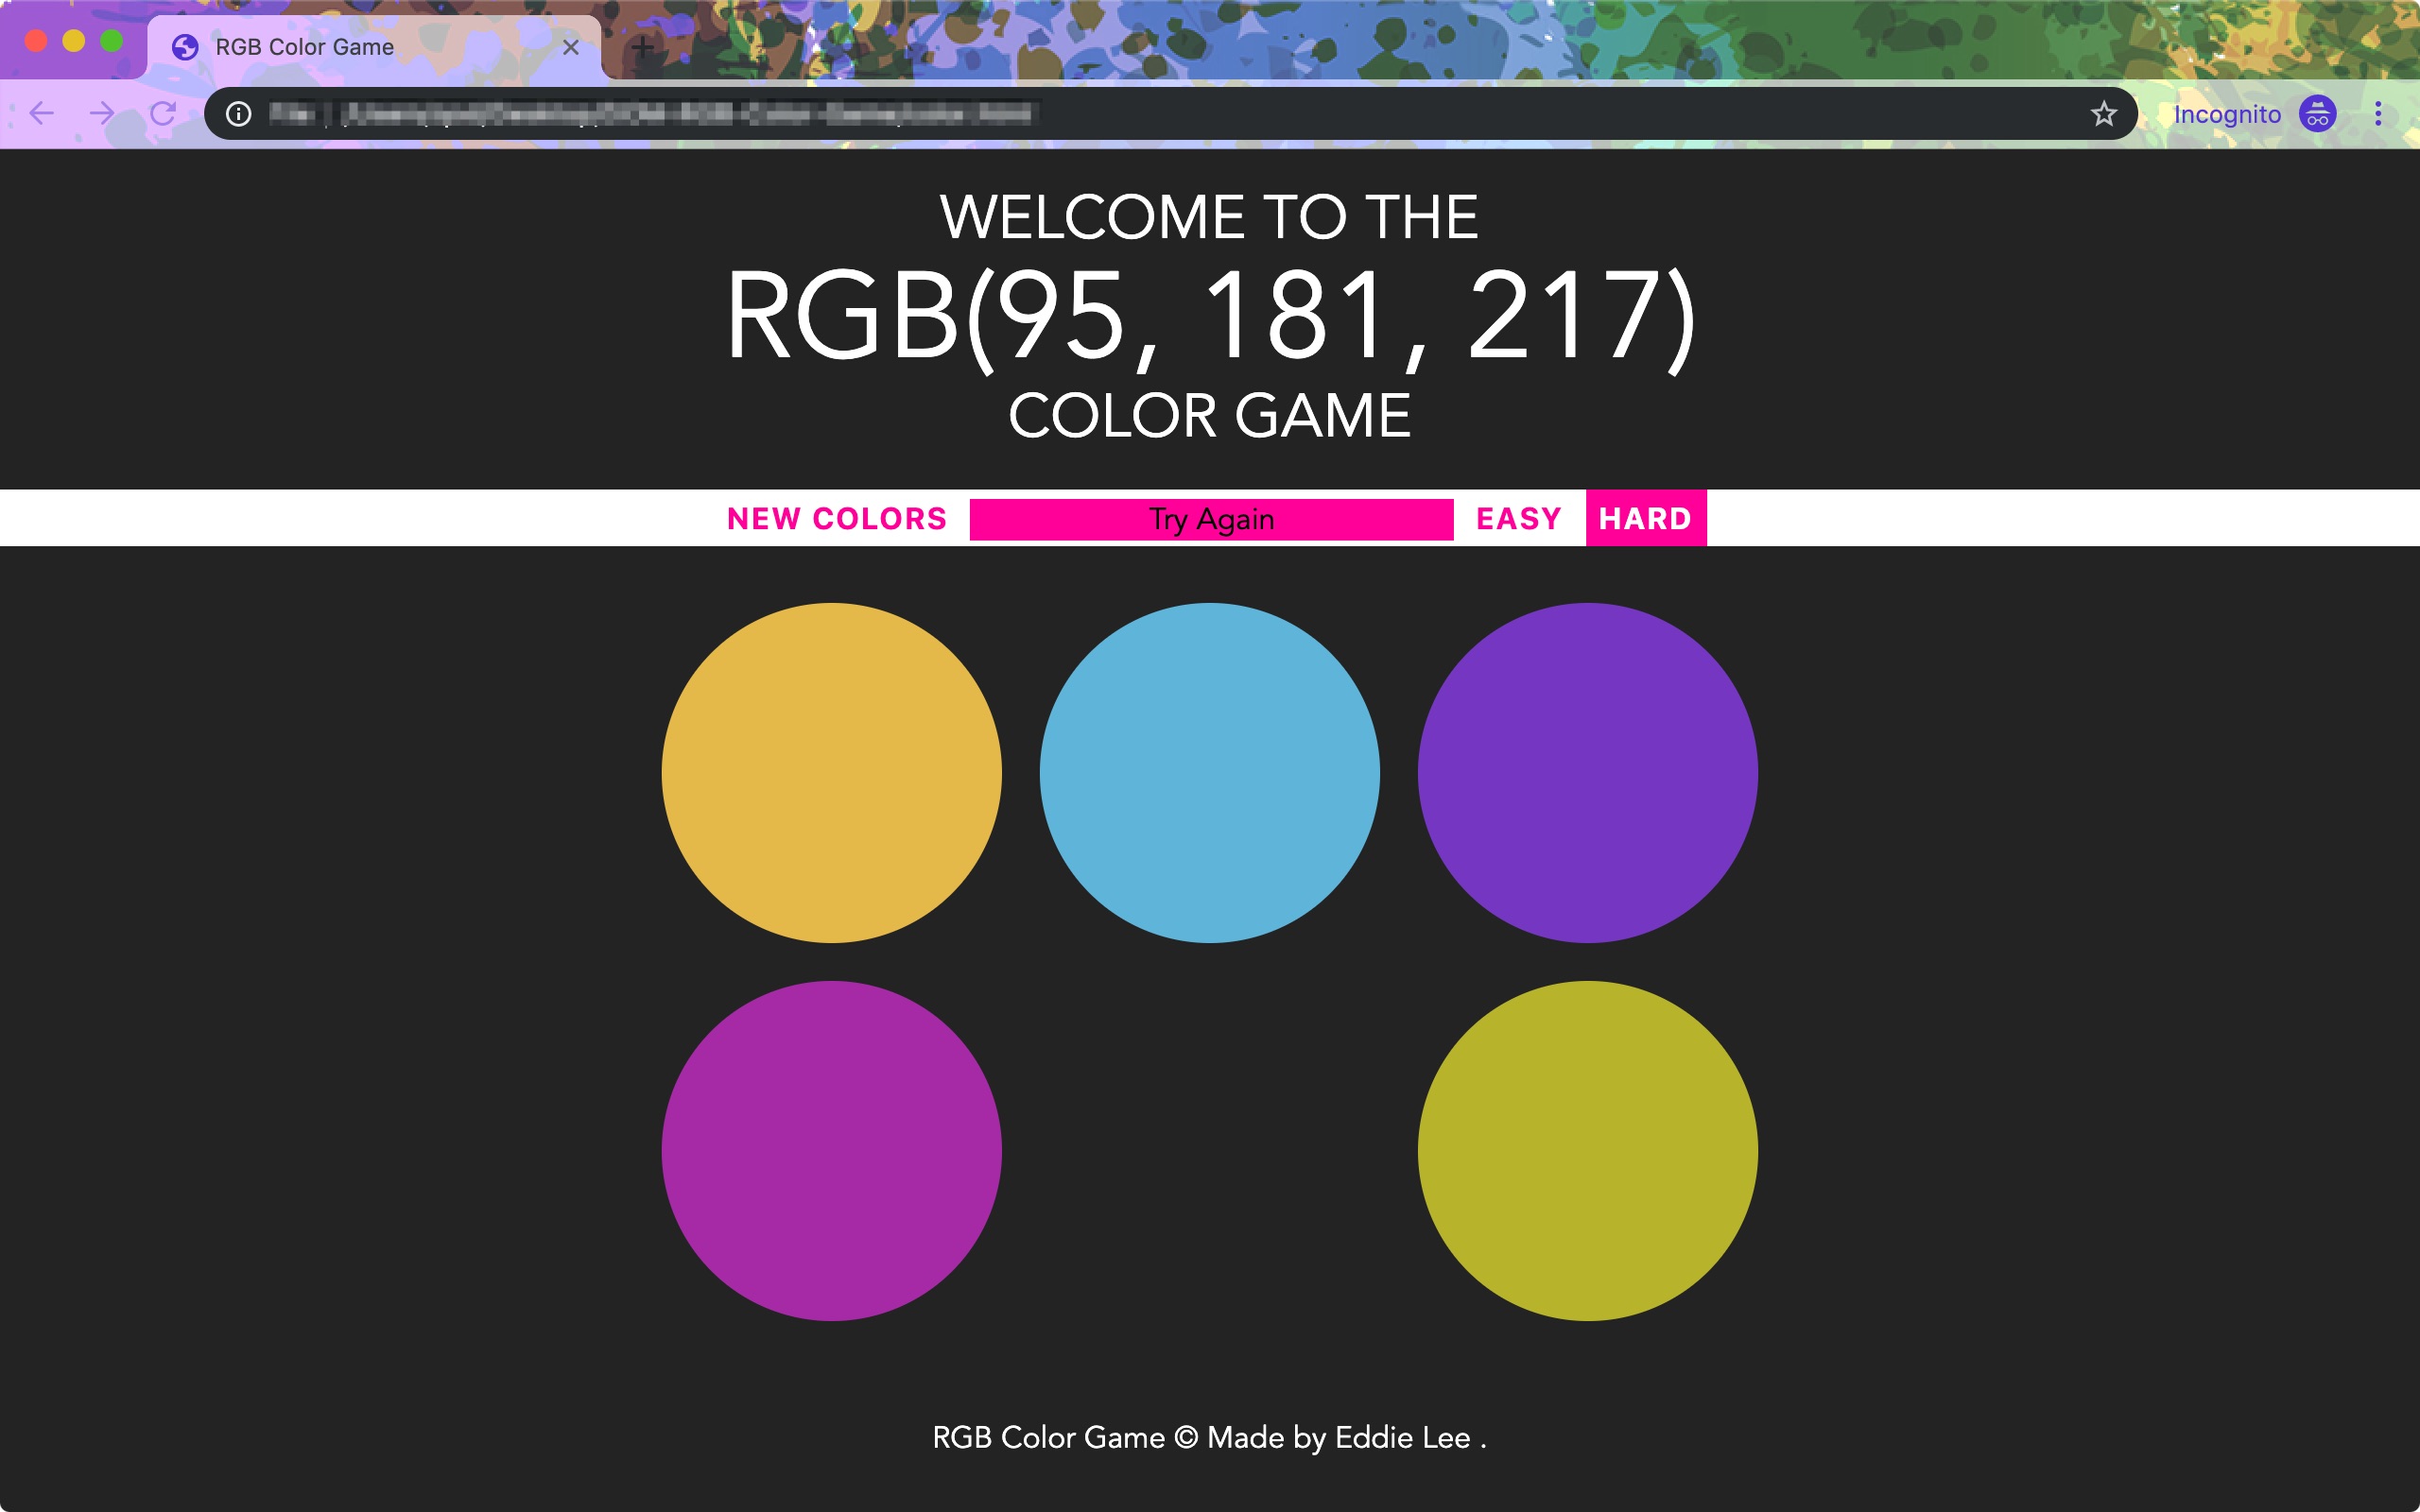 RGB Color Game
Incognito
WELCOME TO THE
RGB(95, 181, 217)
COLOR GAME
NEW COLORS Try Again EASY HARD
RGB Color Game © Made by Eddie Lee .